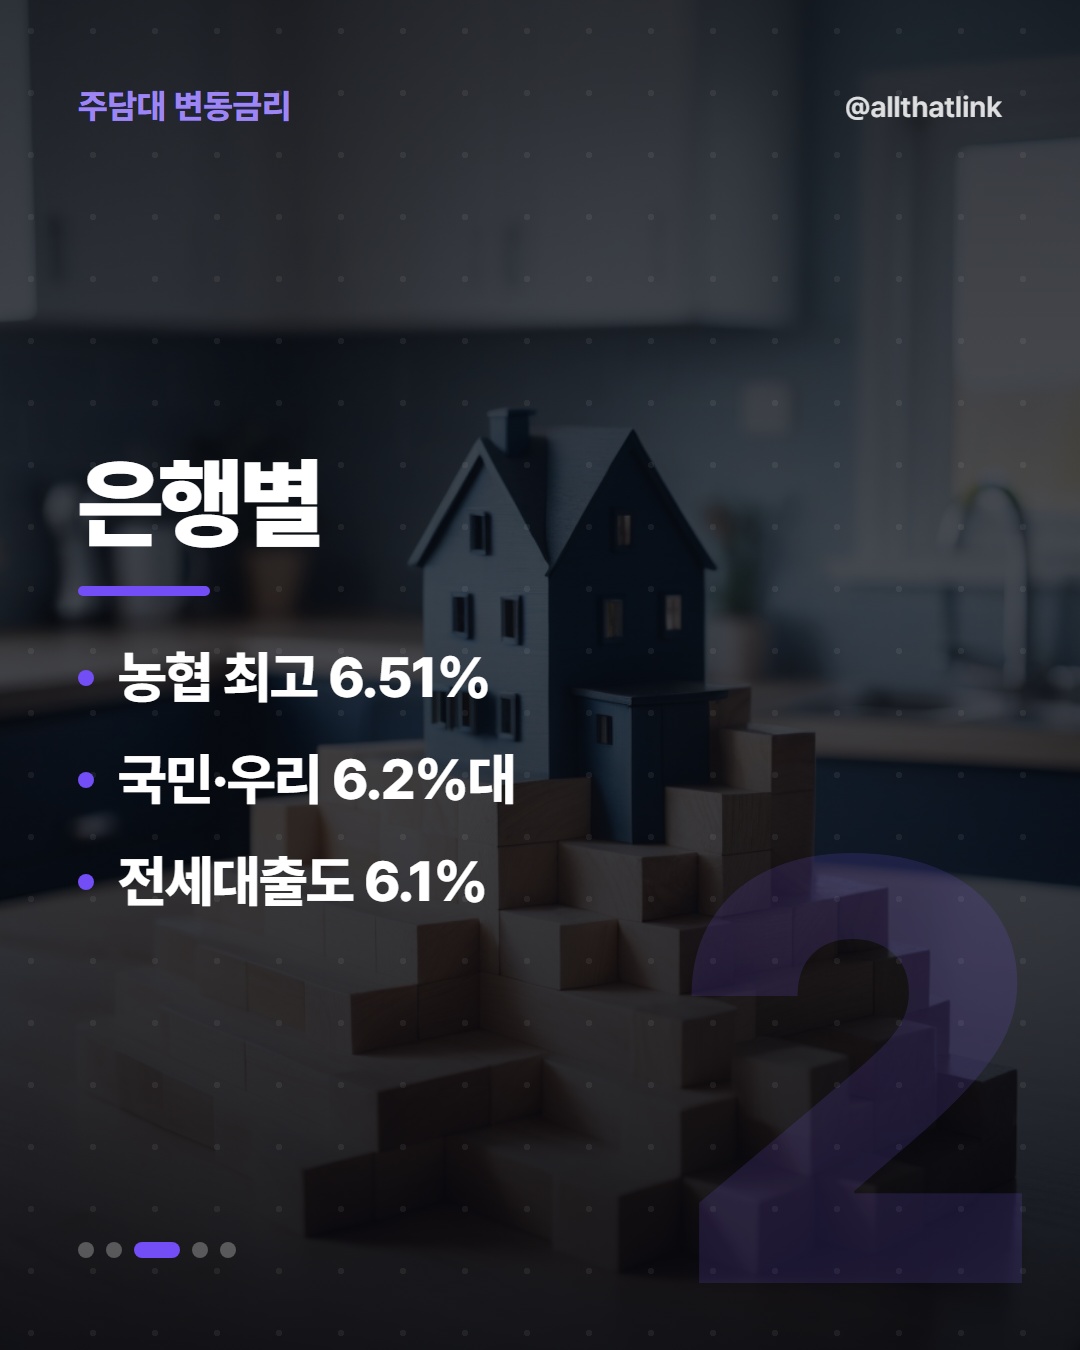 주담대 변동금리
@allthatlink
은행별
농협 최고 6.51%
국민·우리 6.2%대
전세대출도 6.1%
2